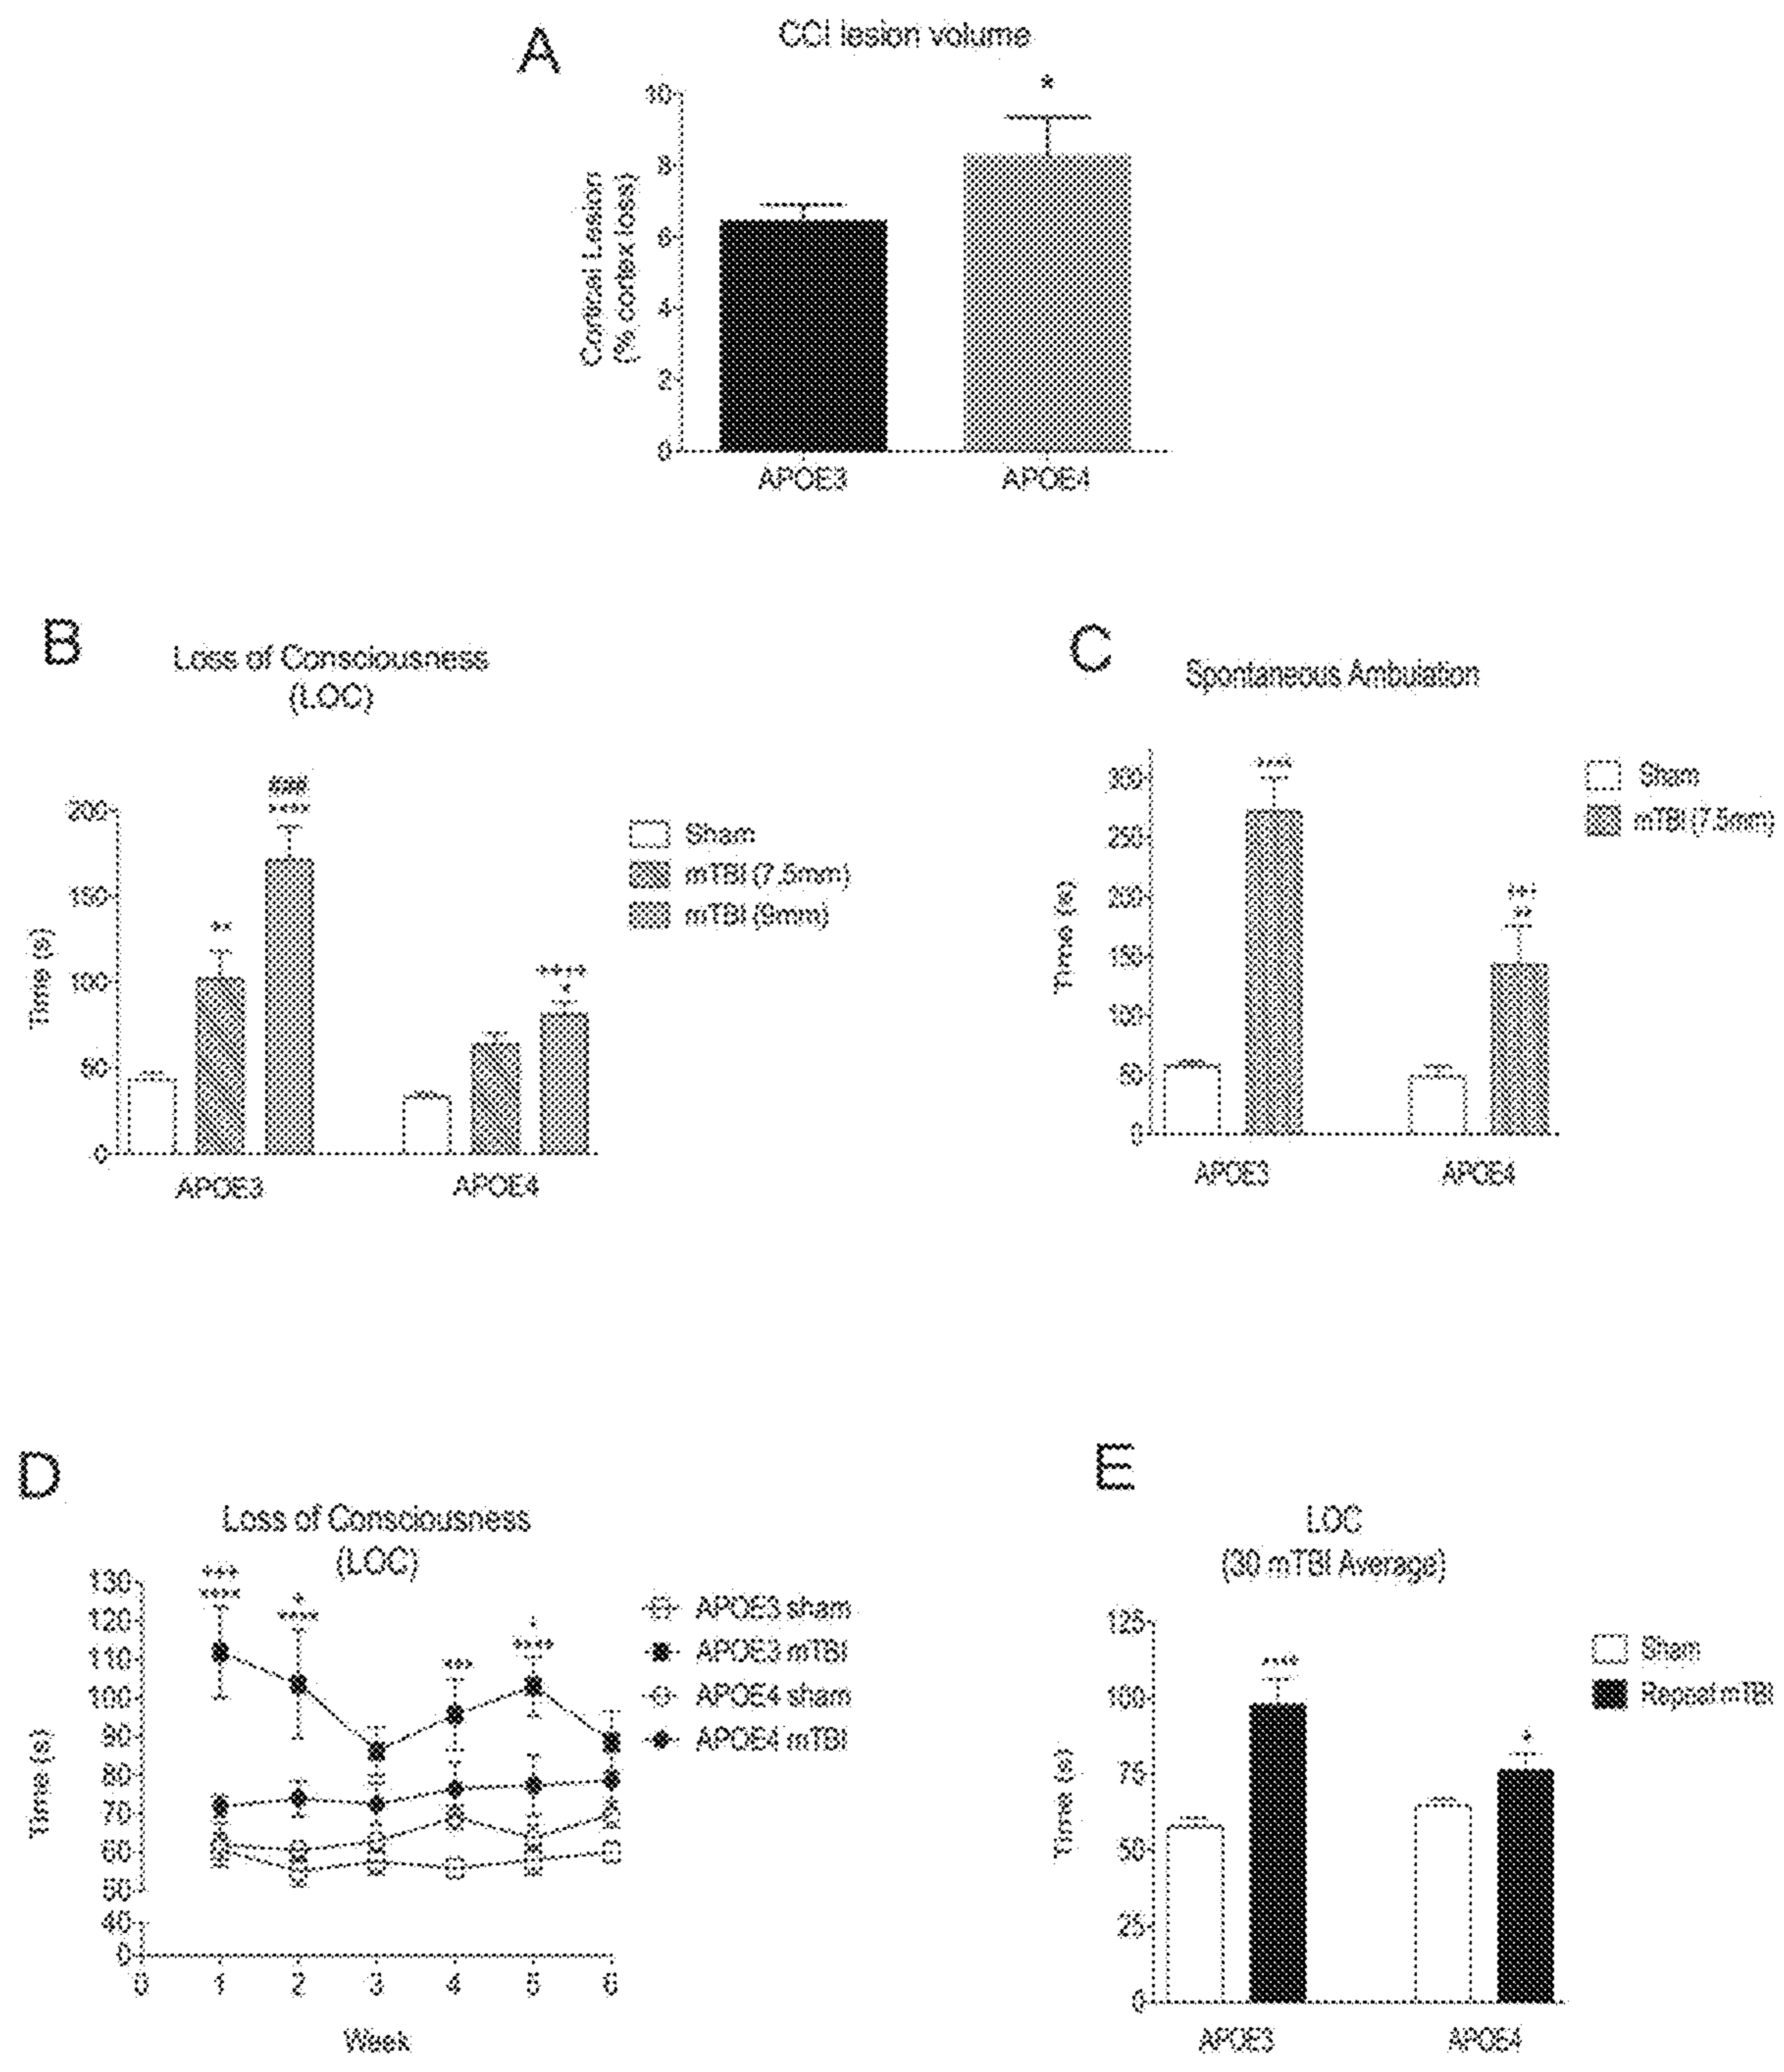 A
CCI lesion volume
*
10
8
6
4
2
0
Cortical Lesion
(% cortex loss)
APOE3
APOE4
B
Loss of Consciousness
(LOC)
###
200
150
100
50
0
Time (s)
APOE3
APOE4
Sham
mTBI (7.5mm)
mTBI (9mm)
C
Spontaneous Ambulation
300
250
200
150
100
50
0
Time (s)
APOE3
APOE4
Sham
mTBI (7.5mm)
D
Loss of Consciousness
(LOC)
130
120
110
100
90
80
70
60
50
40
0
Time (s)
0 1 2 3 4 5 6
Week
APOE3 sham
APOE3 mTBI
APOE4 sham
APOE4 mTBI
E
LOC
(30 mTBI Average)
125
100
75
50
25
0
Time (s)
APOE3
APOE4
Sham
Repeat mTBI